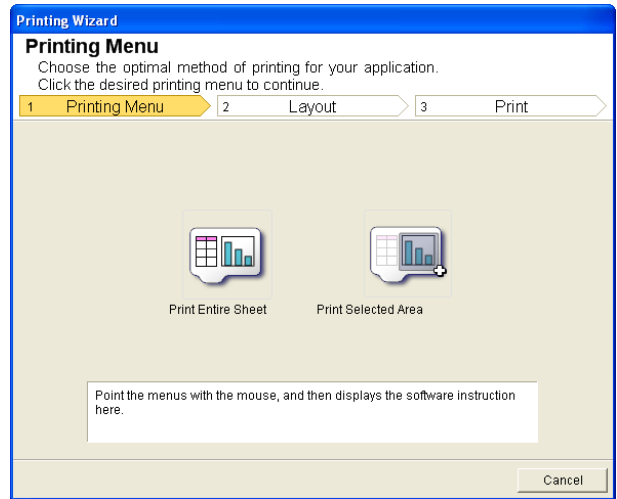 Printing Wizard
Printing Menu
Choose the optimal method of printing for your application.
Click the desired printing menu to continue.
1 Printing Menu 2 Layout 3 Print
Print Entire Sheet Print Selected Area
Point the menus with the mouse, and then displays the software instruction
here.
Cancel